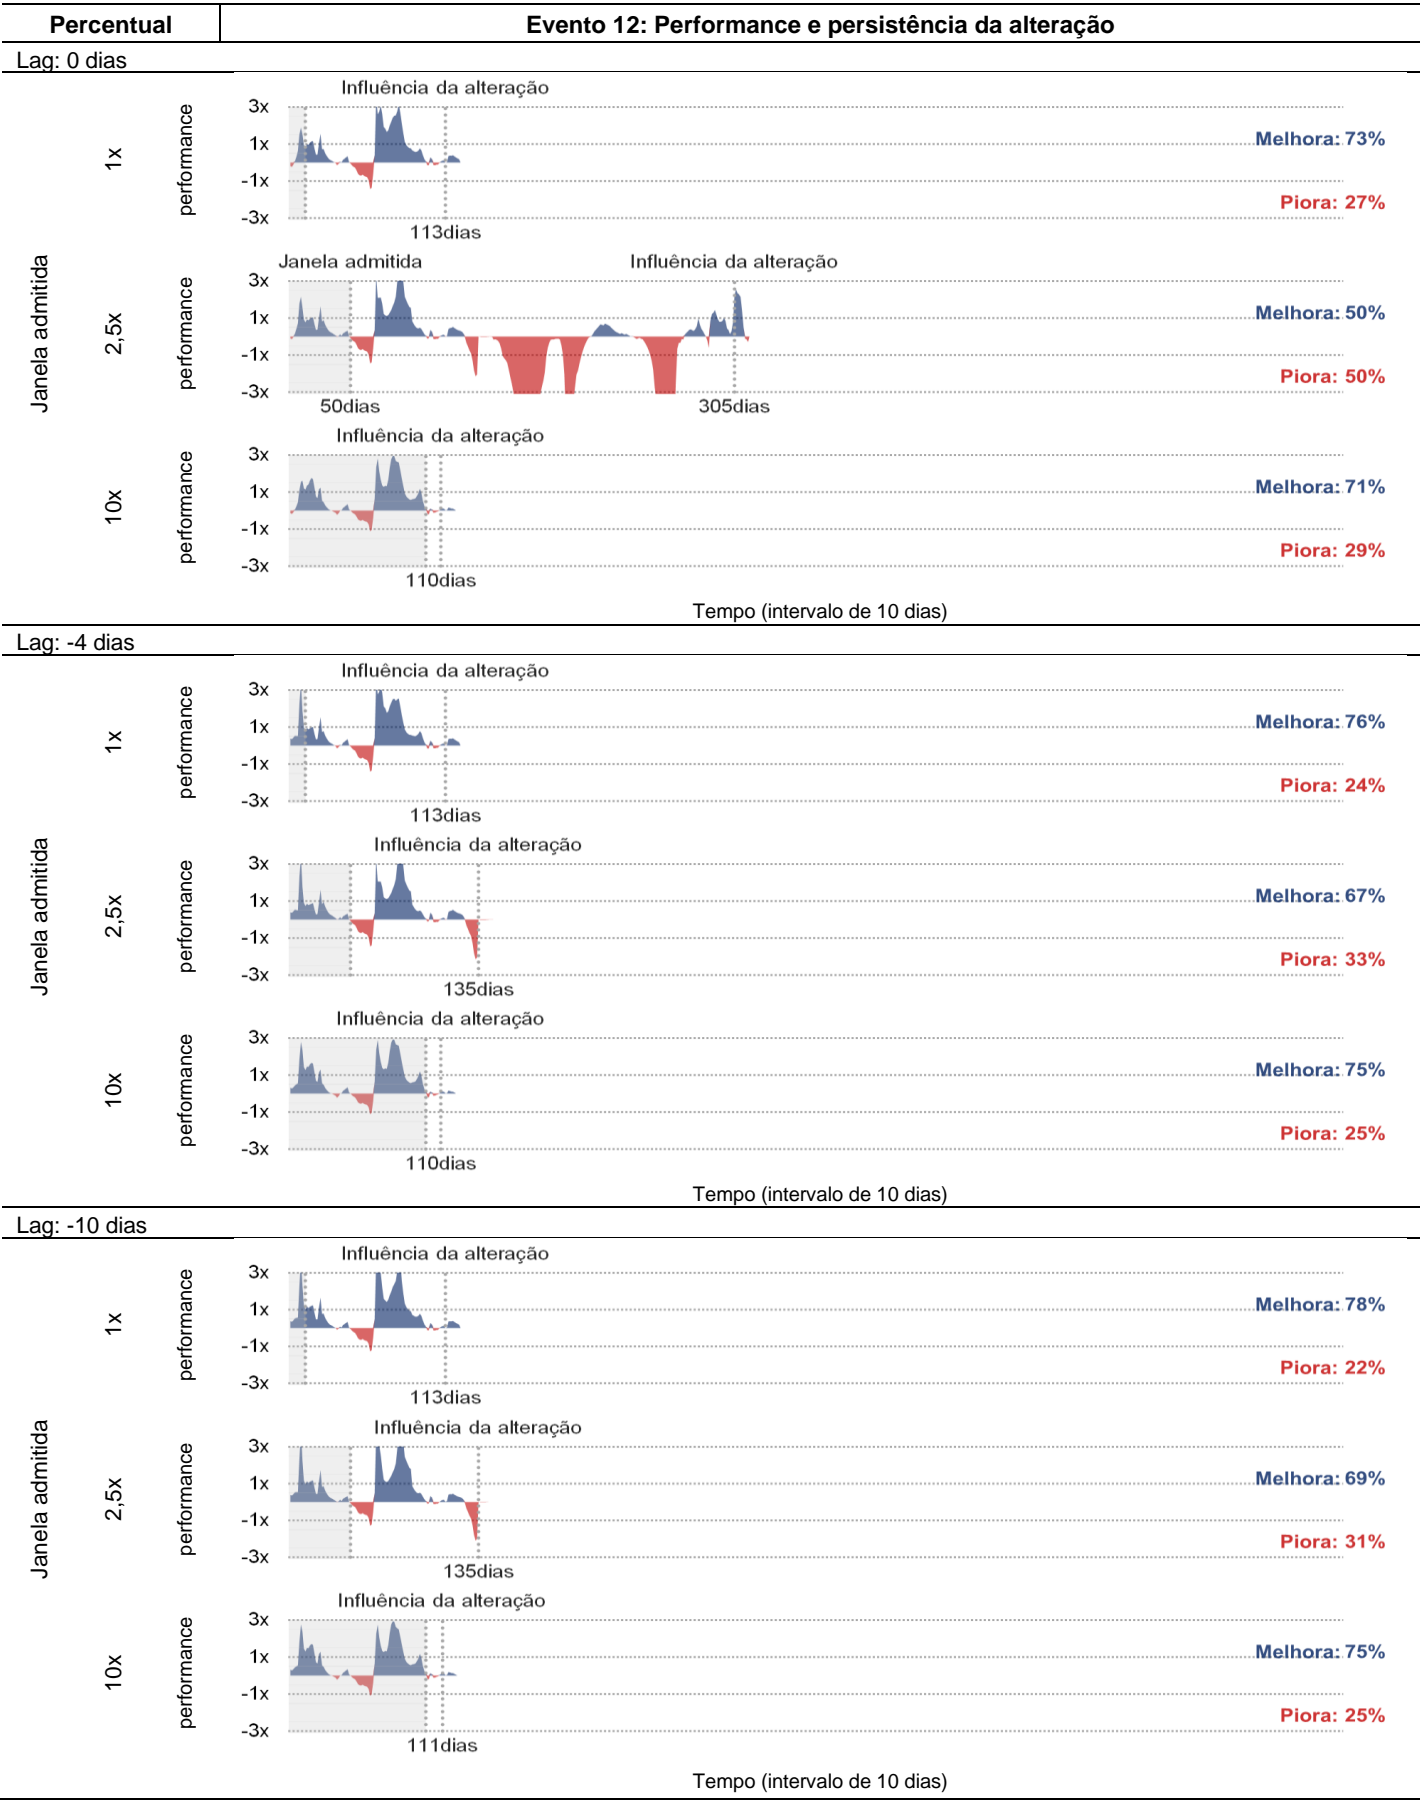 Percentual Evento 12: Performance e persistência da alteração
Lag: 0 dias
Janela admitida
1x
performance
Influência da alteração
3x
1x
-1x
-3x
Melhora: 73%
Piora: 27%
113dias
2,5x
performance
Janela admitida Influência da alteração
3x
1x
-1x
-3x
Melhora: 50%
Piora: 50%
50dias 305dias
10x
performance
Influência da alteração
3x
1x
-1x
-3x
Melhora: 71%
Piora: 29%
110dias
Tempo (intervalo de 10 dias)
Lag: -4 dias
Janela admitida
1x
performance
Influência da alteração
3x
1x
-1x
-3x
Melhora: 76%
Piora: 24%
113dias
2,5x
performance
Influência da alteração
3x
1x
-1x
-3x
Melhora: 67%
Piora: 33%
135dias
10x
performance
Influência da alteração
3x
1x
-1x
-3x
Melhora: 75%
Piora: 25%
110dias
Tempo (intervalo de 10 dias)
Lag: -10 dias
Janela admitida
1x
performance
Influência da alteração
3x
1x
-1x
-3x
Melhora: 78%
Piora: 22%
113dias
2,5x
performance
Influência da alteração
3x
1x
-1x
-3x
Melhora: 69%
Piora: 31%
135dias
10x
performance
Influência da alteração
3x
1x
-1x
-3x
Melhora: 75%
Piora: 25%
111dias
Tempo (intervalo de 10 dias)